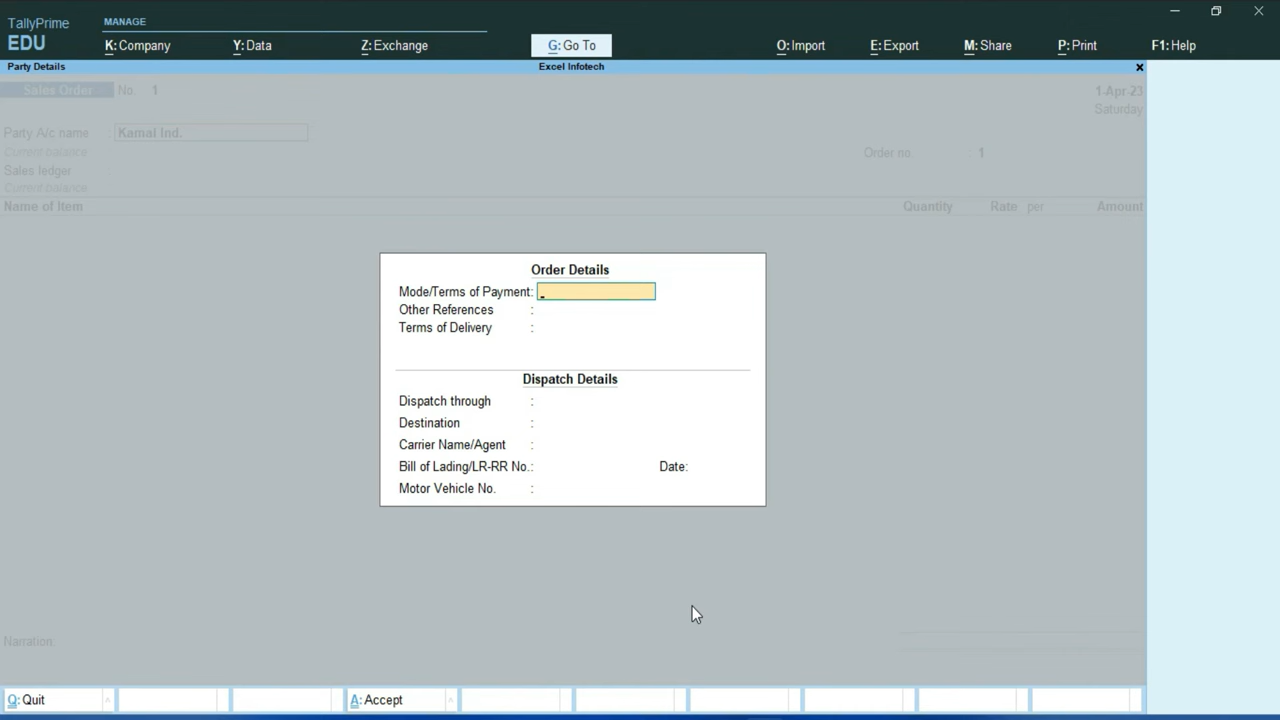 TallyPrime
EDU
MANAGE
K: Company
Y: Data
Z: Exchange
G: Go To
O: Import
E: Export
M: Share
P: Print
F1: Help
Party Details
Excel Infotech
Sales Order
No. 1
1-Apr-23
Saturday
Party A/c name : Kamal Ind.
Current balance :
Order no. : 1
Sales ledger :
Current balance :
Name of Item
Quantity
Rate
per
Amount
Order Details
Mode/Terms of Payment:
Other References :
Terms of Delivery :
Dispatch Details
Dispatch through :
Destination :
Carrier Name/Agent :
Bill of Lading/LR-RR No.:
Date:
Motor Vehicle No. :
Narration:
Q: Quit
A: Accept